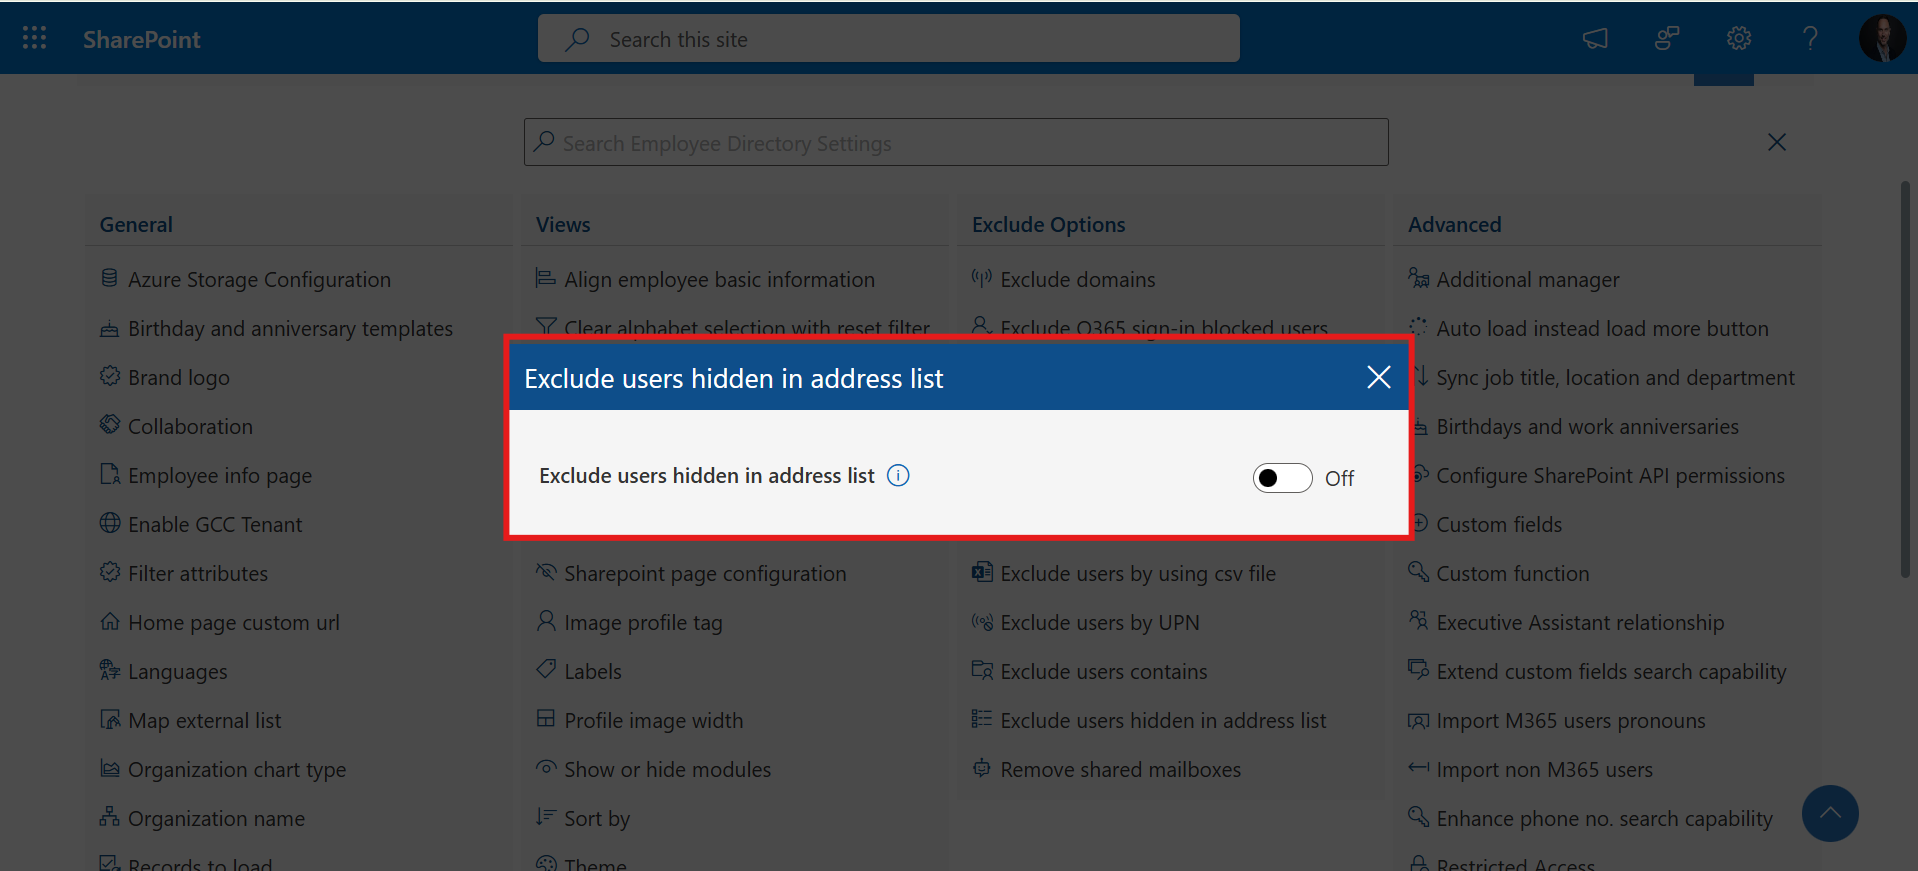 SharePoint
Search this site
Search Employee Directory Settings
General
Azure Storage Configuration
Birthday and anniversary templates
Brand logo
Collaboration
Employee info page
Enable GCC Tenant
Filter attributes
Home page custom url
Languages
Map external list
Organization chart type
Organization name
Records to load
Views
Align employee basic information
Clear alphabet selection with reset filter
Sharepoint page configuration
Image profile tag
Labels
Profile image width
Show or hide modules
Sort by
Theme
Exclude Options
Exclude domains
Exclude O365 sign-in blocked users
Exclude users by using csv file
Exclude users by UPN
Exclude users contains
Exclude users hidden in address list
Remove shared mailboxes
Advanced
Additional manager
Auto load instead load more button
Sync job title, location and department
Birthdays and work anniversaries
Configure SharePoint API permissions
Custom fields
Custom function
Executive Assistant relationship
Extend custom fields search capability
Import M365 users pronouns
Import non M365 users
Enhance phone no. search capability
Restricted Access
Exclude users hidden in address list
Exclude users hidden in address list
Off